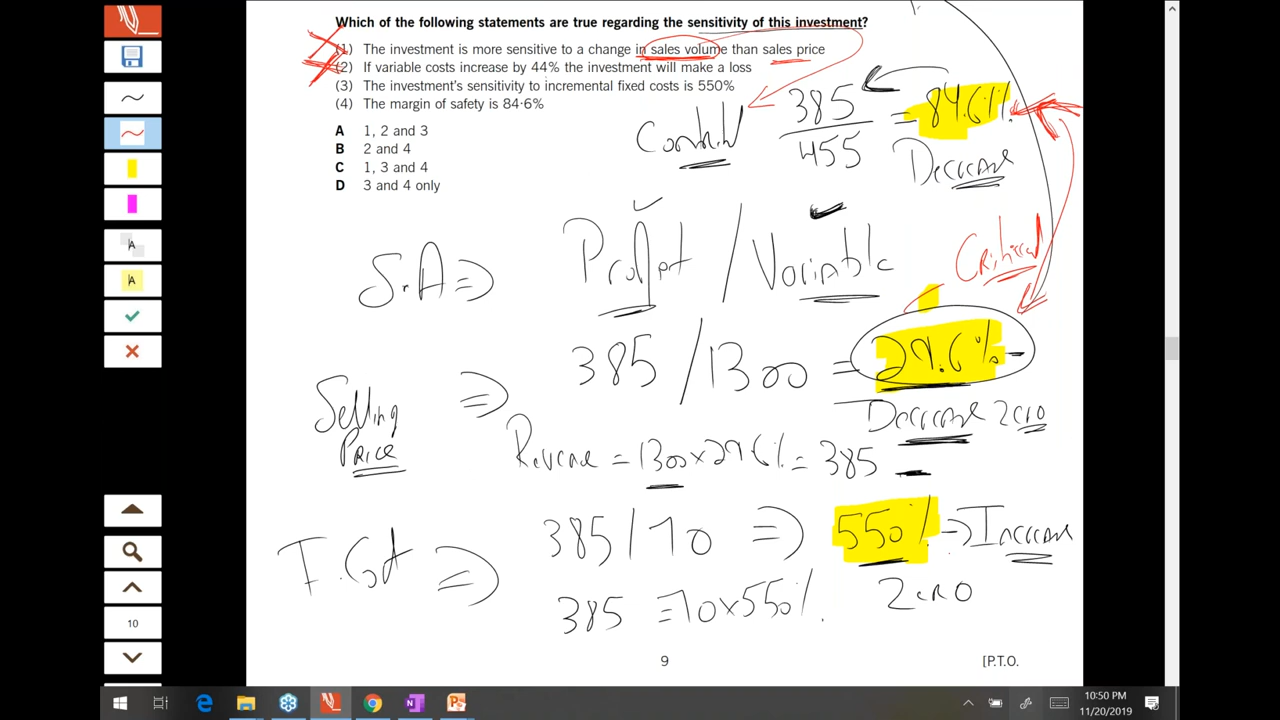 Which of the following statements are true regarding the sensitivity of this investment?
(1) The investment is more sensitive to a change in sales volume than sales price
(2) If variable costs increase by 44% the investment will make a loss
(3) The investment's sensitivity to incremental fixed costs is 550%
(4) The margin of safety is 84·6%
A 1, 2 and 3
B 2 and 4
C 1, 3 and 4
D 3 and 4 only
385 = 84.61%
455
Decrease
S.A => Profit / Variable
Critical
385 / 1300 = 29.6%
Selling Price =>
Decrease zero
Revenue = 1300 x 29.6% = 385
F. Cost => 385 / 70 => 550% => Increase
385 = 70 x 550%
Zero
9
[P.T.O.
10
10:50 PM
11/20/2019